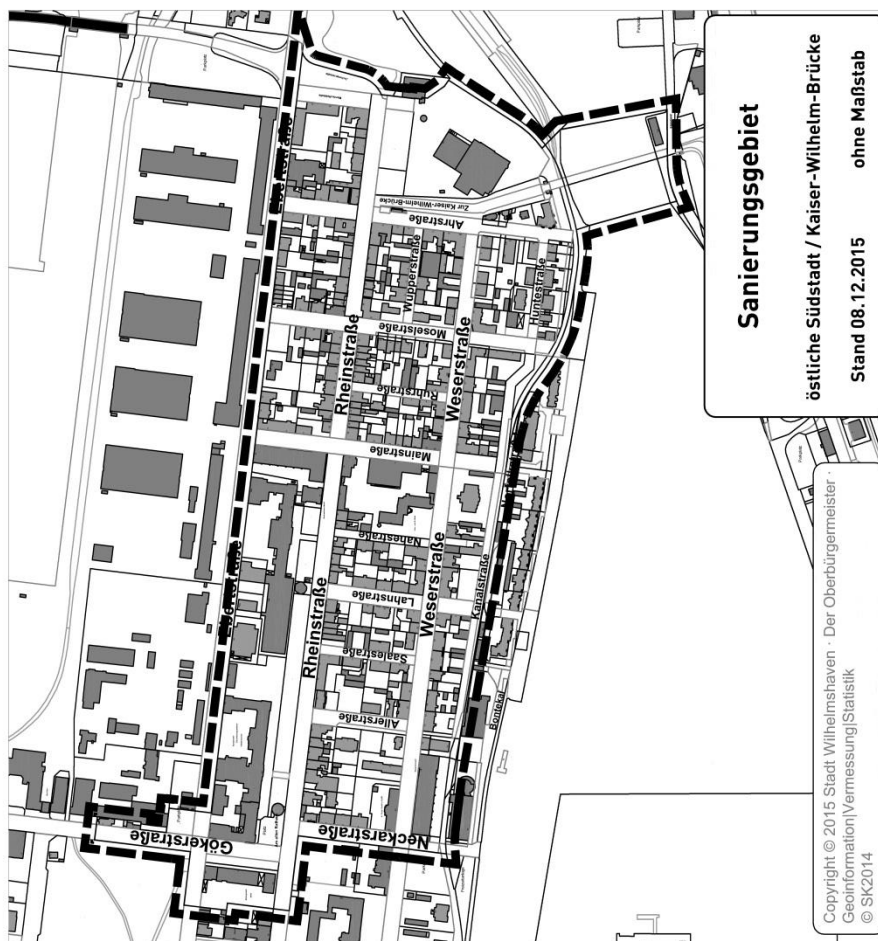 Sanierungsgebiet
östliche Südstadt / Kaiser-Wilhelm-Brücke
Stand 08.12.2015 ohne Maßstab
Copyright © 2015 Stadt Wilhelmshaven · Der Oberbürgermeister ·
Geoinformation|Vermessung|Statistik
© SK2014
Ebertstraße
Ebertstraße
Gökerstraße
Rheinstraße
Rheinstraße
Neckarstraße
Weserstraße
Weserstraße
Allerstraße
Saalestraße
Lahnstraße
Nahestraße
Mainstraße
Ruhrstraße
Moselstraße
Wupperstraße
Ahrstraße
Zur Kaiser-Wilhelm-Brücke
Huntestraße
Kanalstraße
Bontekai